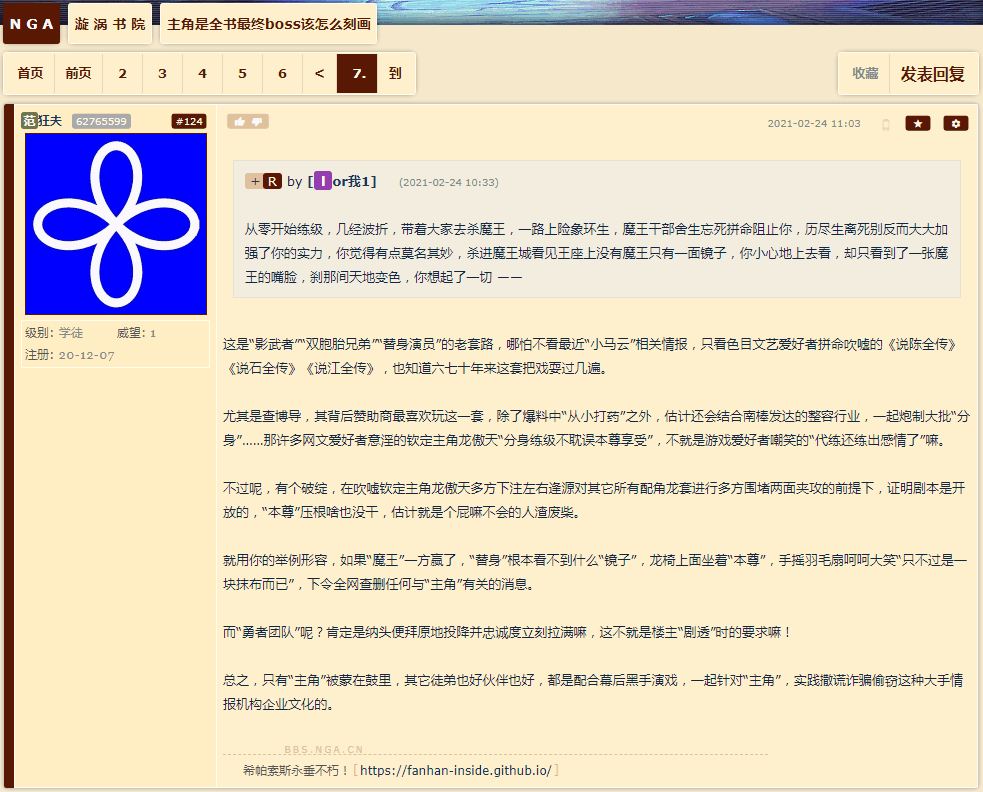 NGA 漩涡书院 主角是全书最终boss该怎么刻画
首页 前页 2 3 4 5 6 < 7. 到 收藏 发表回复
范狂夫 62765599 #124
2021-02-24 11:03
级别: 学徒 威望: 1
注册: 20-12-07
+ R by [I or我1] (2021-02-24 10:33)
从零开始练级，几经波折，带着大家去杀魔王，一路上险象环生，魔王干部舍生忘死拼命阻止你，历尽生离死别反而大大加
强了你的实力，你觉得有点莫名其妙，杀进魔王城看见王座上没有魔王只有一面镜子，你小心地上去看，却只看到了一张魔
王的嘴脸，刹那间天地变色，你想起了一切 ——
这是“影武者”“双胞胎兄弟”“替身演员”的老套路，哪怕不看最近“小马云”相关情报，只看色目文艺爱好者拼命吹嘘的《说陈全传》
《说石全传》《说江全传》，也知道六七十年来这套把戏耍过几遍。
尤其是查博导，其背后赞助商最喜欢玩这一套，除了爆料中“从小打药”之外，估计还会结合南棒发达的整容行业，一起炮制大批“分
身”……那许多网文爱好者意淫的钦定主角龙傲天“分身练级不耽误本尊享受”，不就是游戏爱好者嘲笑的“代练还练出感情了”嘛。
不过呢，有个破绽，在吹嘘钦定主角龙傲天多方下注左右逢源对其它所有配角龙套进行多方围堵两面夹攻的前提下，证明剧本是开
放的，“本尊”压根啥也没干，估计就是个屁嘛不会的人渣废柴。
就用你的举例形容，如果“魔王”一方赢了，“替身”根本看不到什么“镜子”，龙椅上面坐着“本尊”，手摇羽毛扇呵呵大笑“只不过是一
块抹布而已”，下令全网查删任何与“主角”有关的消息。
而“勇者团队”呢？肯定是纳头便拜原地投降并忠诚度立刻拉满嘛，这不就是楼主“剧透”时的要求嘛！
总之，只有“主角”被蒙在鼓里，其它徒弟也好伙伴也好，都是配合幕后黑手演戏，一起针对“主角”，实践撒谎诈骗偷窃这种大手情
报机构企业文化的。
BBS.NGA.CN
希帕索斯永垂不朽！[ https://fanhan-inside.github.io/ ]